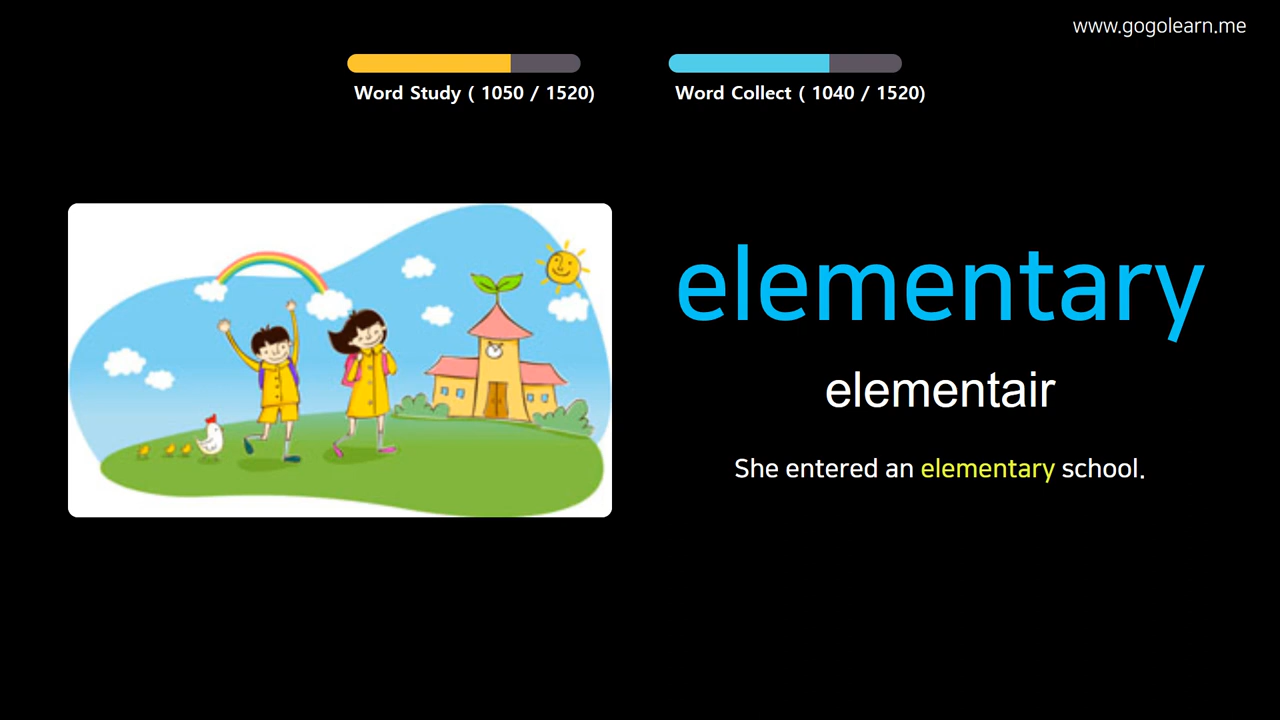 www.gogolearn.me
Word Study ( 1050 / 1520)
Word Collect ( 1040 / 1520)
elementary
elementair
She entered an elementary school.